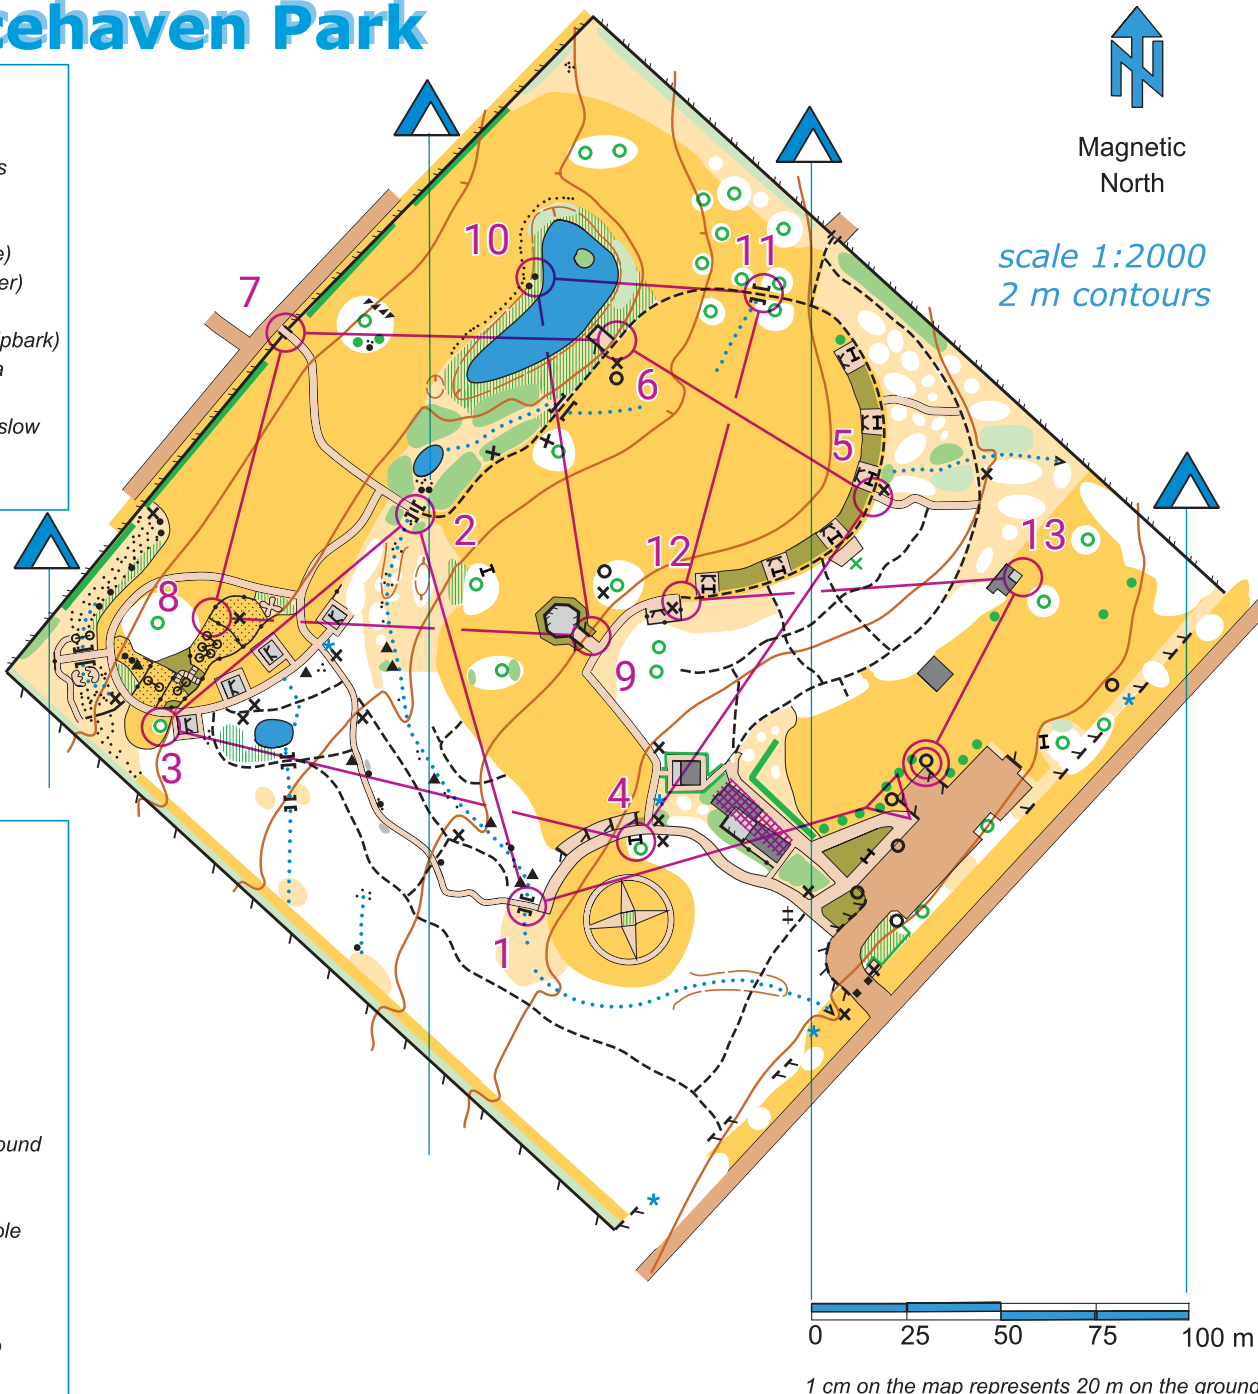 cehaven Park
Magnetic
North
scale 1:2000
2 m contours
s
e)
er)
pbark)
a
slow
10
11
7
6
5
2
12
13
8
9
3
4
1
ound
ole
0 25 50 75 100 m
1 cm on the map represents 20 m on the ground